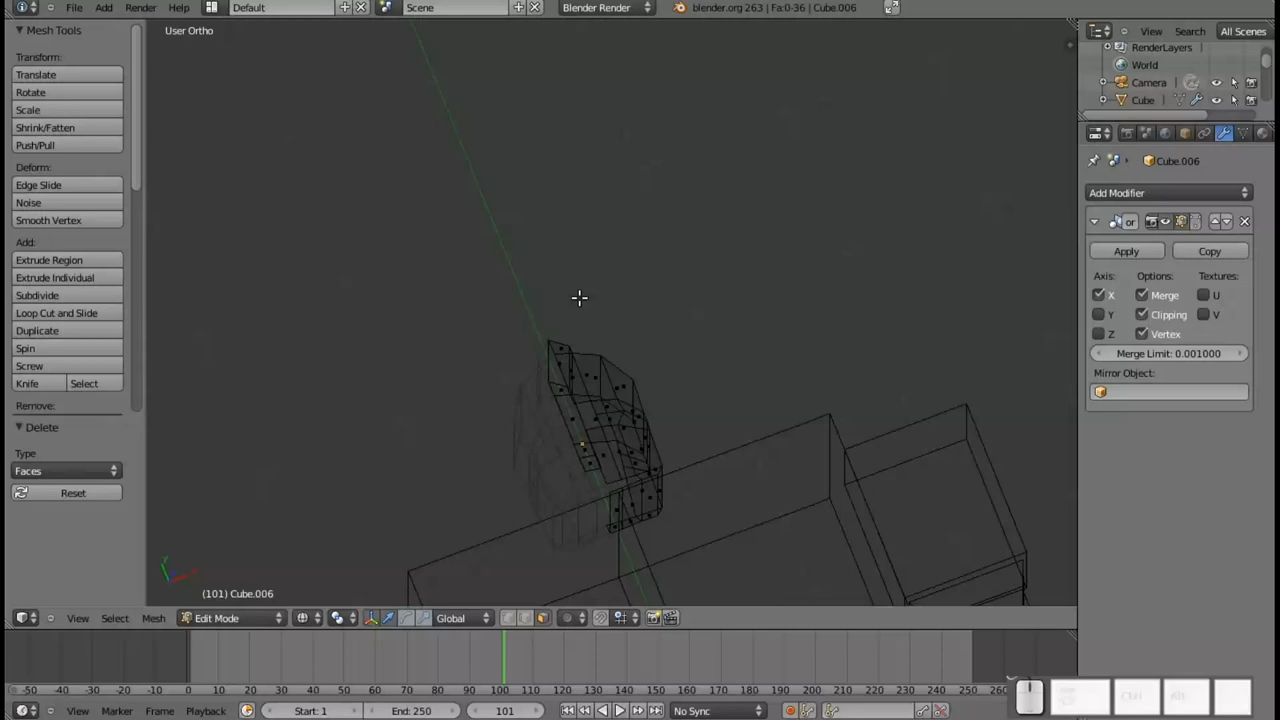 File Add Render Help Default Scene Blender Render blender.org 263 | Fa:0-36 | Cube.006
Mesh Tools
Transform:
Translate
Rotate
Scale
Shrink/Fatten
Push/Pull
Deform:
Edge Slide
Noise
Smooth Vertex
Add:
Extrude Region
Extrude Individual
Subdivide
Loop Cut and Slide
Duplicate
Spin
Screw
Knife Select
Remove:
Delete
Type
Faces
Reset
User Ortho
(101) Cube.006
View Select Mesh Edit Mode Global
View Search All Scenes
RenderLayers
World
Camera
Cube
Cube.006
Add Modifier
or
Apply Copy
Axis: Options: Textures:
X Merge U
Y Clipping V
Z Vertex
Merge Limit: 0.001000
Mirror Object:
-50 -40 -30 -20 -10 0 10 20 30 40 50 60 70 80 90 100 110 120 130 140 150 160 170 180 190 200 210 220 230 240 250 260
View Marker Frame Playback Start: 1 End: 250 101 No Sync
Ctrl Alt